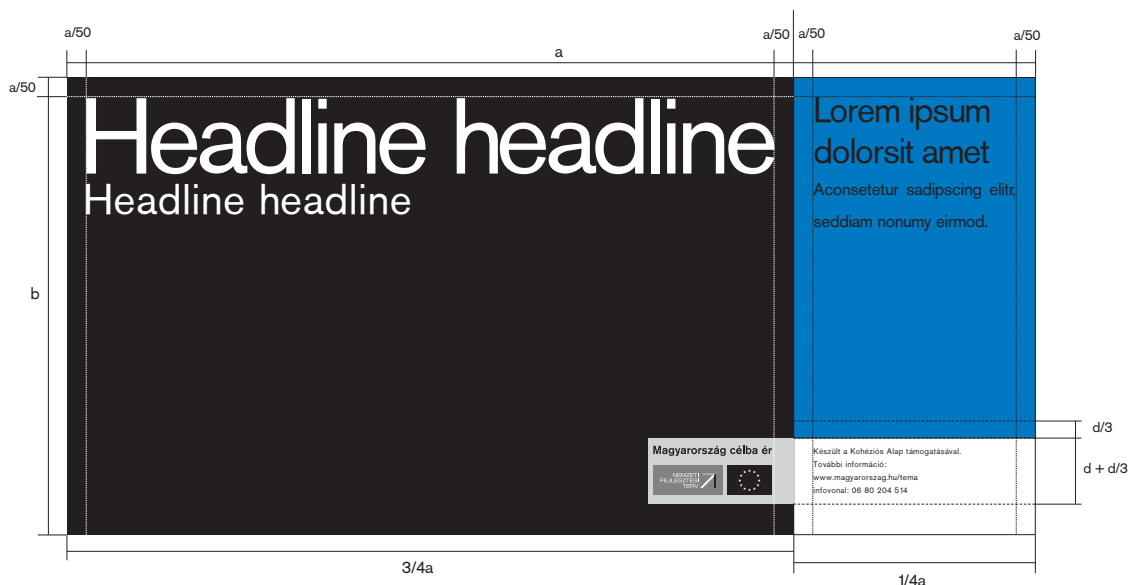 a/50
a/50
a/50
a/50
a
a/50
b
Headline headline
Headline headline
Lorem ipsum
dolorsit amet
Aconsetetur sadipscing elitr,
seddiam nonumy eirmod.
d/3
d + d/3
Magyarország célba ér
NEMZETI
FEJLESZTÉSI
TERV
Készült a Kohéziós Alap támogatásával.
További információ:
www.magyarorszag.hu/tema
infovonal: 06 80 204 514
3/4a
1/4a